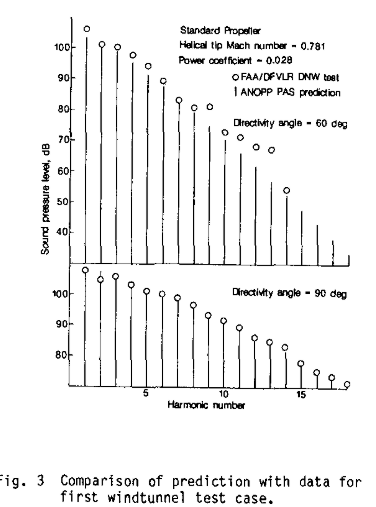 Standard Propeller
Helical tip Mach number = 0.781
Power coefficient = 0.028
O FAA/DFVLR DNW test
| ANOPP PAS prediction
Directivity angle = 60 deg
100
90
80
70
60
50
40
Sound pressure level, dB
Directivity angle = 90 deg
100
90
80
5
10
15
Harmonic number
Fig. 3 Comparison of prediction with data for
first windtunnel test case.